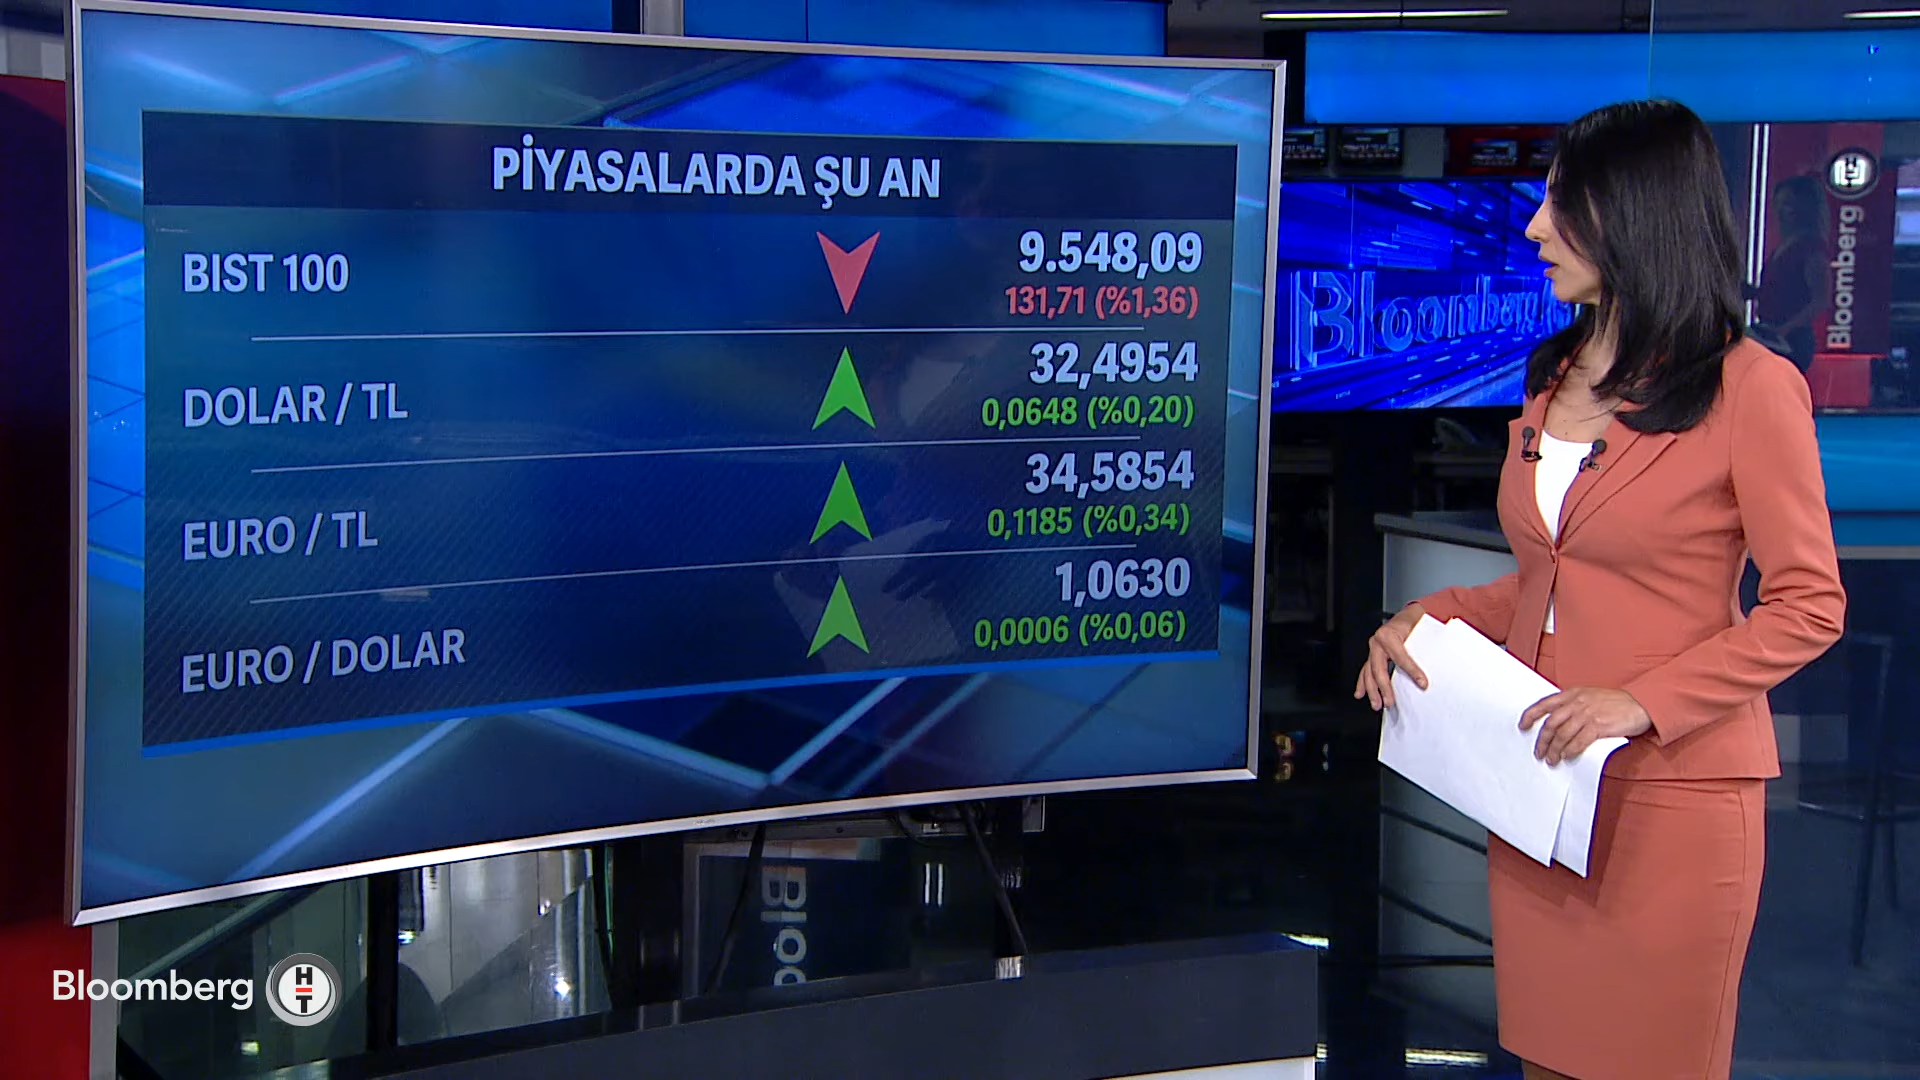 PİYASALARDA ŞU AN
BIST 100
9.548,09
131,71 (%1,36)
DOLAR / TL
32,4954
0,0648 (%0,20)
EURO / TL
34,5854
0,1185 (%0,34)
EURO / DOLAR
1,0630
0,0006 (%0,06)
Bloomberg
Bloomberg
Bloo
Bloomberg HT